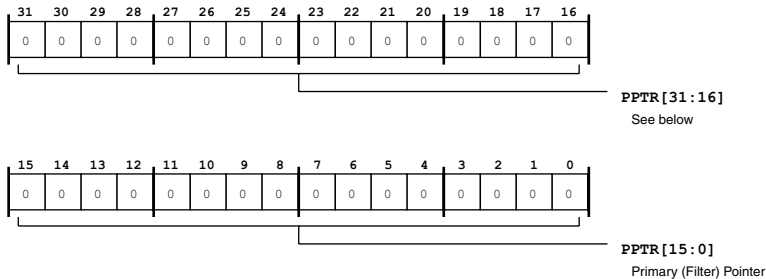 31 30 29 28 27 26 25 24 23 22 21 20 19 18 17 16
0 0 0 0 0 0 0 0 0 0 0 0 0 0 0 0
PPTR[31:16]
See below
15 14 13 12 11 10 9 8 7 6 5 4 3 2 1 0
0 0 0 0 0 0 0 0 0 0 0 0 0 0 0 0
PPTR[15:0]
Primary (Filter) Pointer